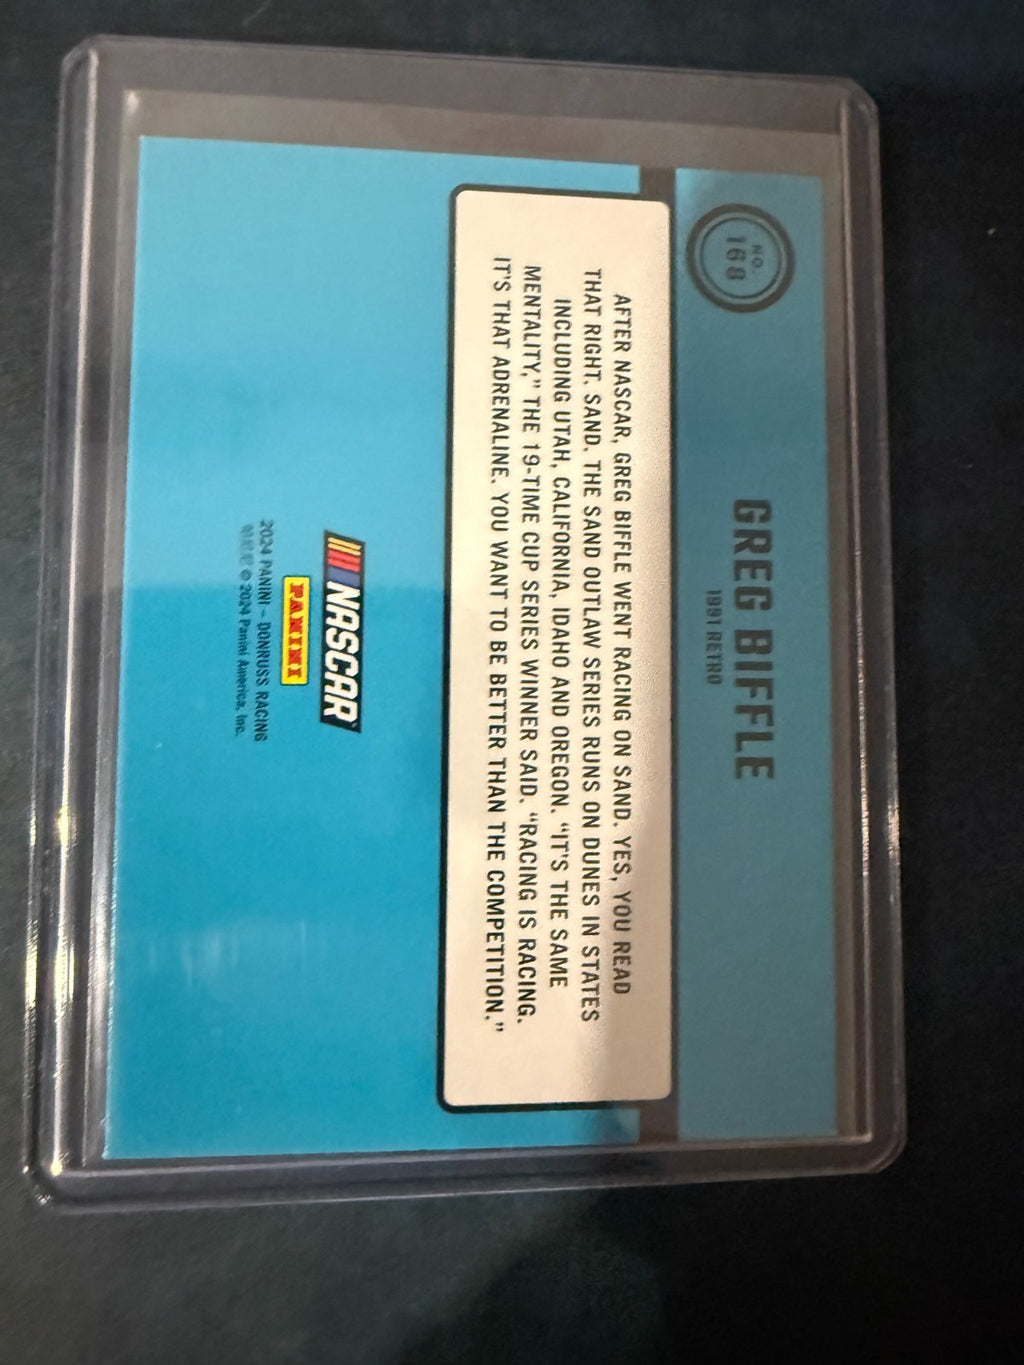 NO.
168
GREG BIFFLE
1991 RETRO
AFTER NASCAR, GREG BIFFLE WENT RACING ON SAND. YES, YOU READ
THAT RIGHT. SAND. THE SAND OUTLAW SERIES RUNS ON DUNES IN STATES
INCLUDING UTAH, CALIFORNIA, IDAHO AND OREGON. “IT'S THE SAME
MENTALITY,” THE 19-TIME CUP SERIES WINNER SAID. “RACING IS RACING.
IT'S THAT ADRENALINE. YOU WANT TO BE BETTER THAN THE COMPETITION.”
NASCAR
PANINI
2024 PANINI – DONRUSS RACING
© 2024 Panini America, Inc.